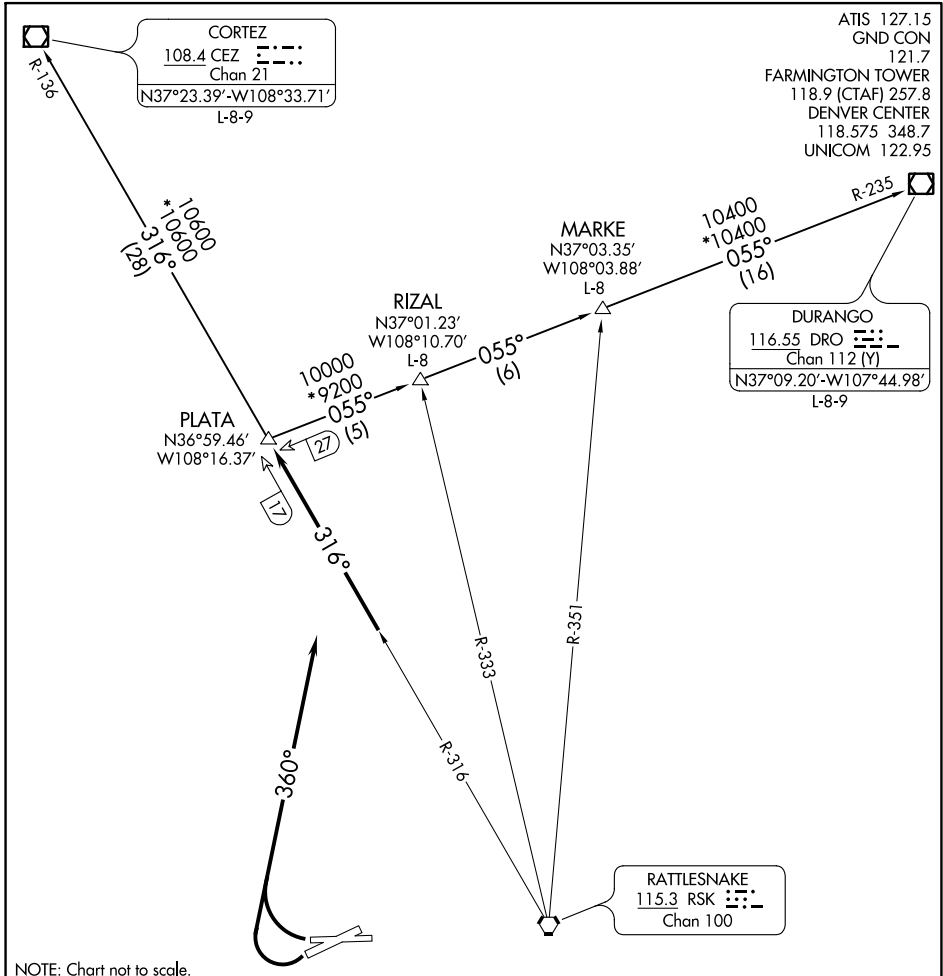 CORTEZ
108.4 CEZ
Chan 21
N37°23.39'-W108°33.71'
L-8-9
ATIS 127.15
GND CON
121.7
FARMINGTON TOWER
118.9 (CTAF) 257.8
DENVER CENTER
118.575 348.7
UNICOM 122.95
R-136
R-235
*10600
10600
316°
(28)
MARKE
N37°03.35'
W108°03.88'
L-8
10400
*10400
055°
(16)
RIZAL
N37°01.23'
W108°10.70'
L-8
055°
(6)
DURANGO
116.55 DRO
Chan 112 (Y)
N37°09.20'-W107°44.98'
L-8-9
10000
*9200
055°
(5)
PLATA
N36°59.46'
W108°16.37'
27
17
316°
R-333
R-351
R-316
360°
RATTLESNAKE
115.3 RSK
Chan 100
NOTE: Chart not to scale.